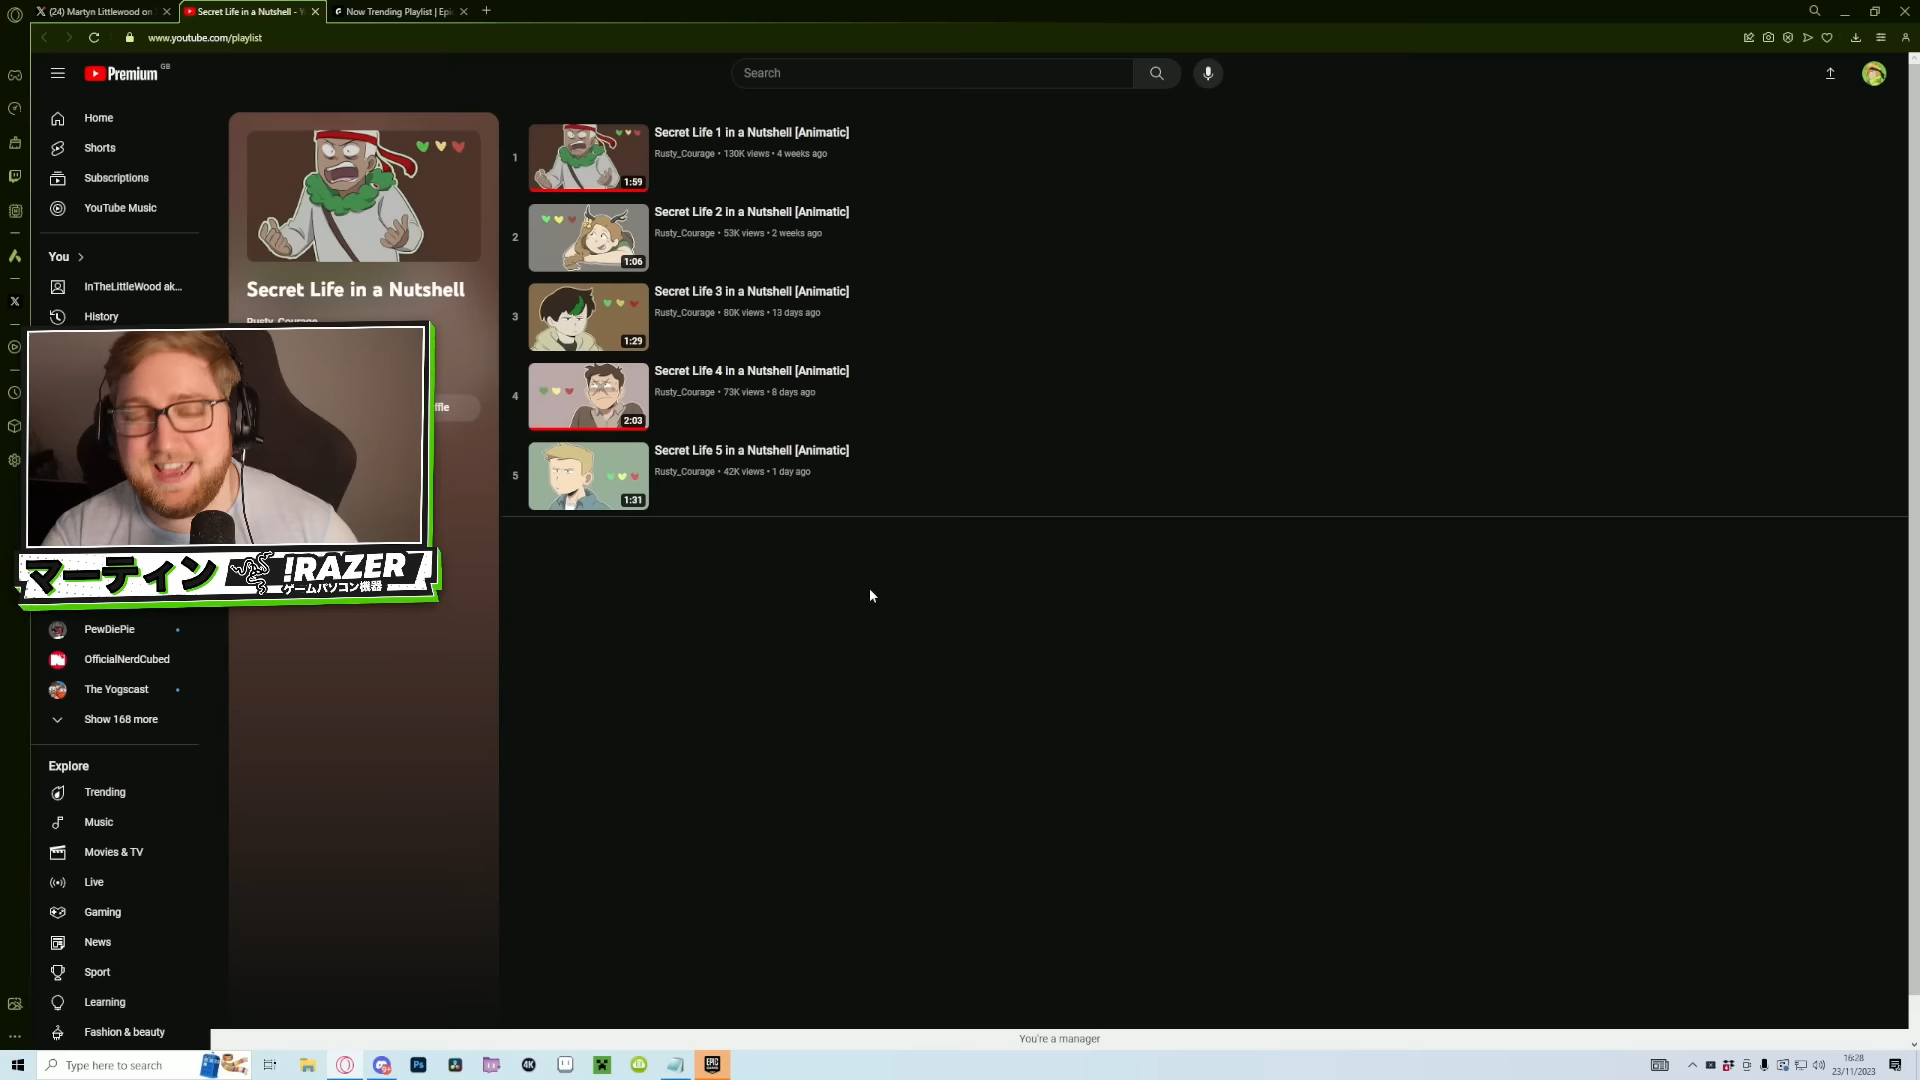 (24) Martyn Littlewood on
Secret Life in a Nutshell - Y
Now Trending Playlist | Epi
www.youtube.com/playlist
Premium GB
Search
Home
Shorts
Subscriptions
YouTube Music
You
InTheLittleWood ak...
History
Secret Life in a Nutshell
Rusty_Courage
ffle
マーティン
!RAZER
ゲームパソコン機器
PewDiePie
OfficialNerdCubed
The Yogscast
Show 168 more
Explore
Trending
Music
Movies & TV
Live
Gaming
News
Sport
Learning
Fashion & beauty
1
1:59
Secret Life 1 in a Nutshell [Animatic]
Rusty_Courage • 130K views • 4 weeks ago
2
1:06
Secret Life 2 in a Nutshell [Animatic]
Rusty_Courage • 53K views • 2 weeks ago
3
1:29
Secret Life 3 in a Nutshell [Animatic]
Rusty_Courage • 80K views • 13 days ago
4
2:03
Secret Life 4 in a Nutshell [Animatic]
Rusty_Courage • 73K views • 8 days ago
5
1:31
Secret Life 5 in a Nutshell [Animatic]
Rusty_Courage • 42K views • 1 day ago
You're a manager
Type here to search
Ps
4K
EPIC
16:28
23/11/2023